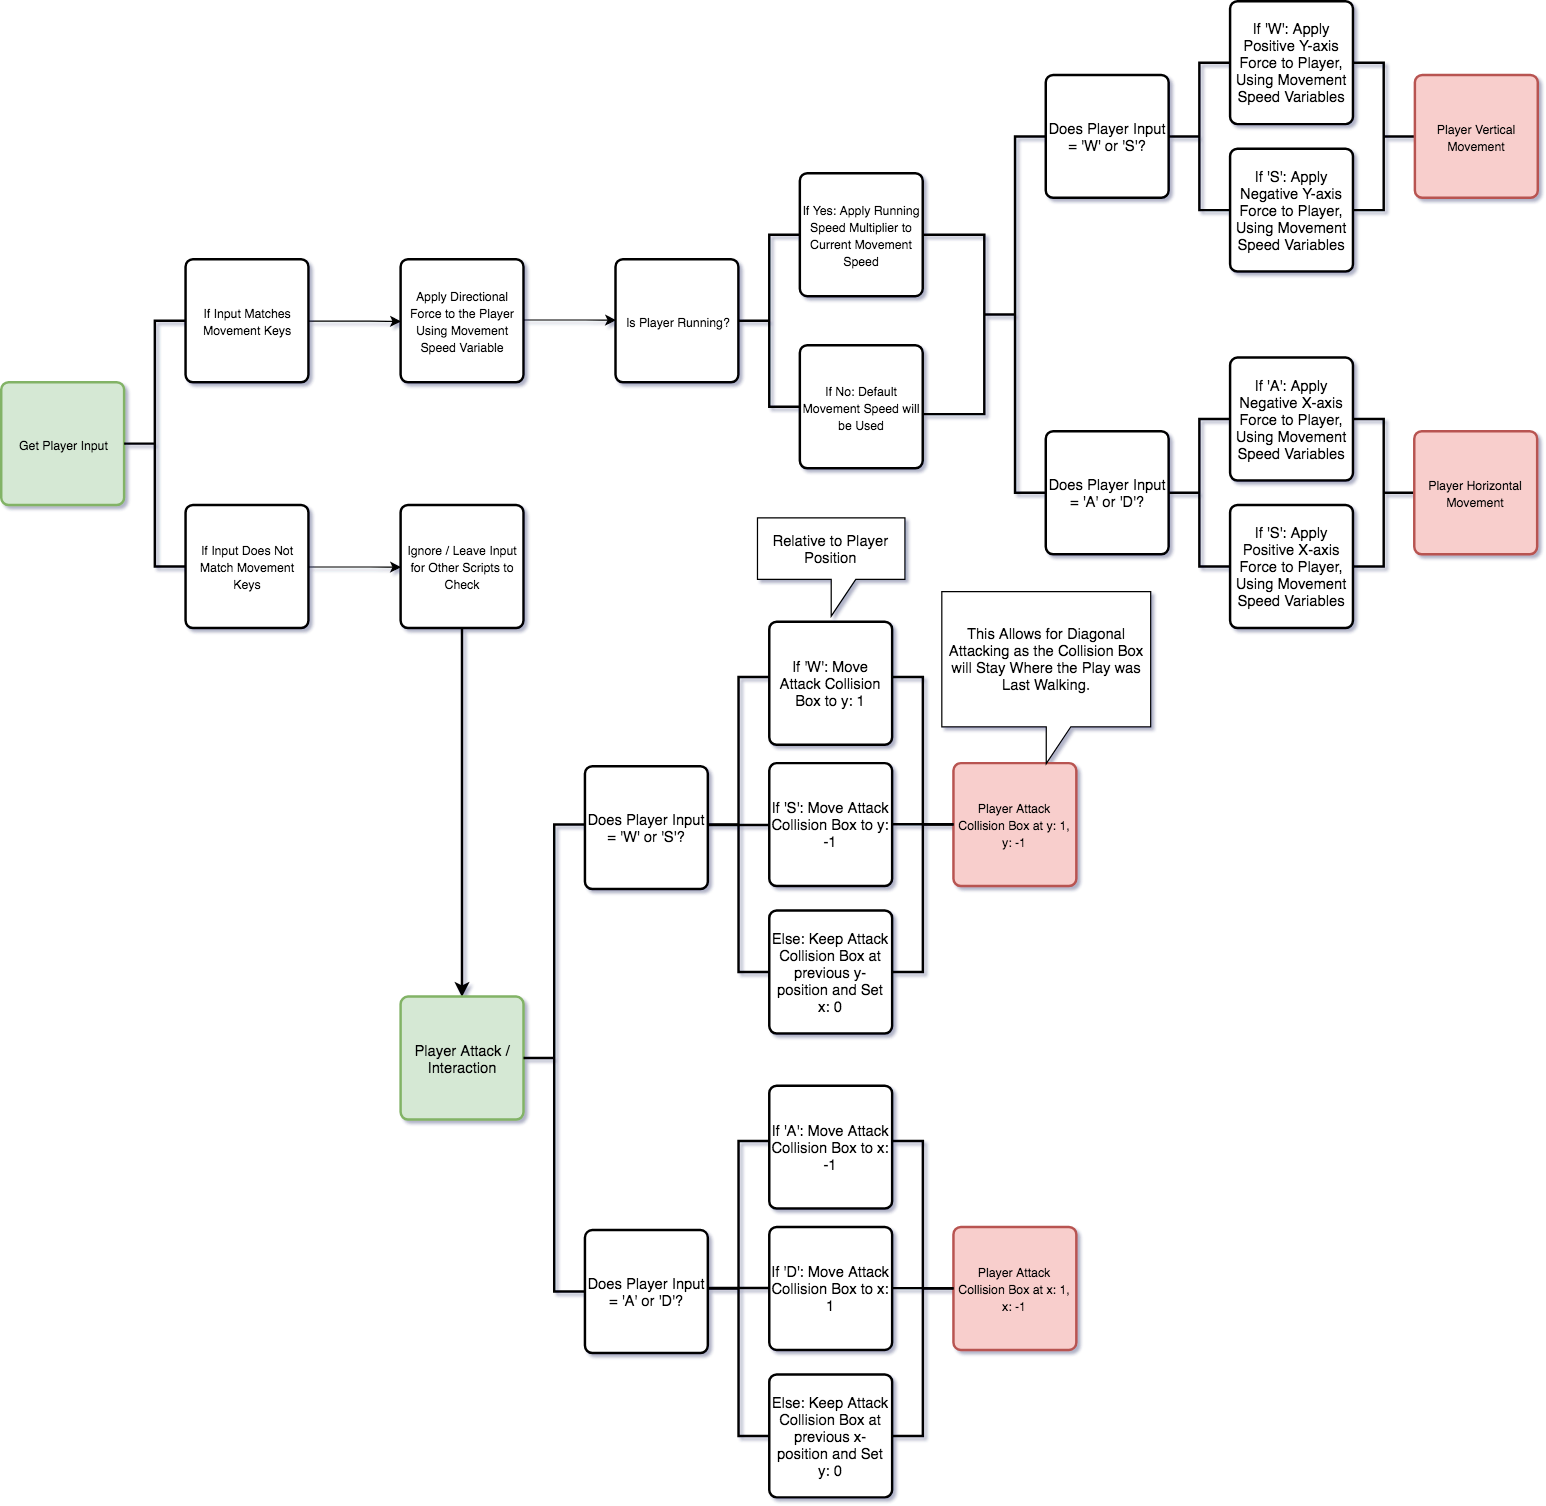 Get Player Input
If Input Matches
Movement Keys
Apply Directional
Force to the Player
Using Movement
Speed Variable
Is Player Running?
If Yes: Apply Running
Speed Multiplier to
Current Movement
Speed
If No: Default
Movement Speed will
be Used
Does Player Input
= 'W' or 'S'?
If 'W': Apply
Positive Y-axis
Force to Player,
Using Movement
Speed Variables
If 'S': Apply
Negative Y-axis
Force to Player,
Using Movement
Speed Variables
Player Vertical
Movement
Does Player Input
= 'A' or 'D'?
If 'A': Apply
Negative X-axis
Force to Player,
Using Movement
Speed Variables
If 'S': Apply
Positive X-axis
Force to Player,
Using Movement
Speed Variables
Player Horizontal
Movement
If Input Does Not
Match Movement
Keys
Ignore / Leave Input
for Other Scripts to
Check
Player Attack /
Interaction
Does Player Input
= 'W' or 'S'?
Relative to Player
Position
If 'W': Move
Attack Collision
Box to y: 1
If 'S': Move Attack
Collision Box to y:
-1
Else: Keep Attack
Collision Box at
previous y-
position and Set
x: 0
This Allows for Diagonal
Attacking as the Collision Box
will Stay Where the Play was
Last Walking.
Player Attack
Collision Box at y: 1,
y: -1
Does Player Input
= 'A' or 'D'?
If 'A': Move Attack
Collision Box to x:
-1
If 'D': Move Attack
Collision Box to x:
1
Else: Keep Attack
Collision Box at
previous x-
position and Set
y: 0
Player Attack
Collision Box at x: 1,
x: -1